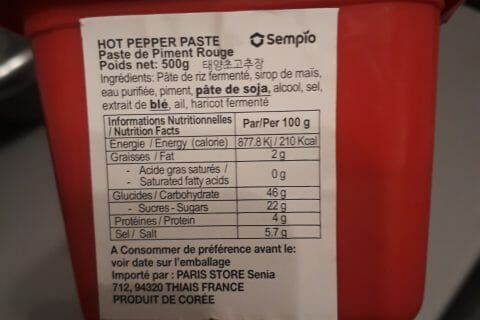 HOT PEPPER PASTE
Sempio
Paste de Piment Rouge
Poids net: 500g 태양초고추장
Ingrédients: Pâte de riz fermenté, sirop de maïs,
eau purifiée, piment, pâte de soja, alcool, sel,
extrait de blé, ail, haricot fermenté
Informations Nutritionnelles / Nutrition Facts Par/Per 100 g
Energie / Energy (calorie) 877.8 Kj / 210 Kcal
Graisses / Fat 2 g
- Acide gras saturés /
- Saturated fatty acids 0 g
Glucides / Carbohydrate 46 g
- Sucres - Sugars 22 g
Protéines / Protein 4 g
Sel / Salt 5.7 g
A Consommer de préférence avant le:
voir date sur l'emballage
Importé par : PARIS STORE Senia
712, 94320 THIAIS FRANCE
PRODUIT DE CORÉE